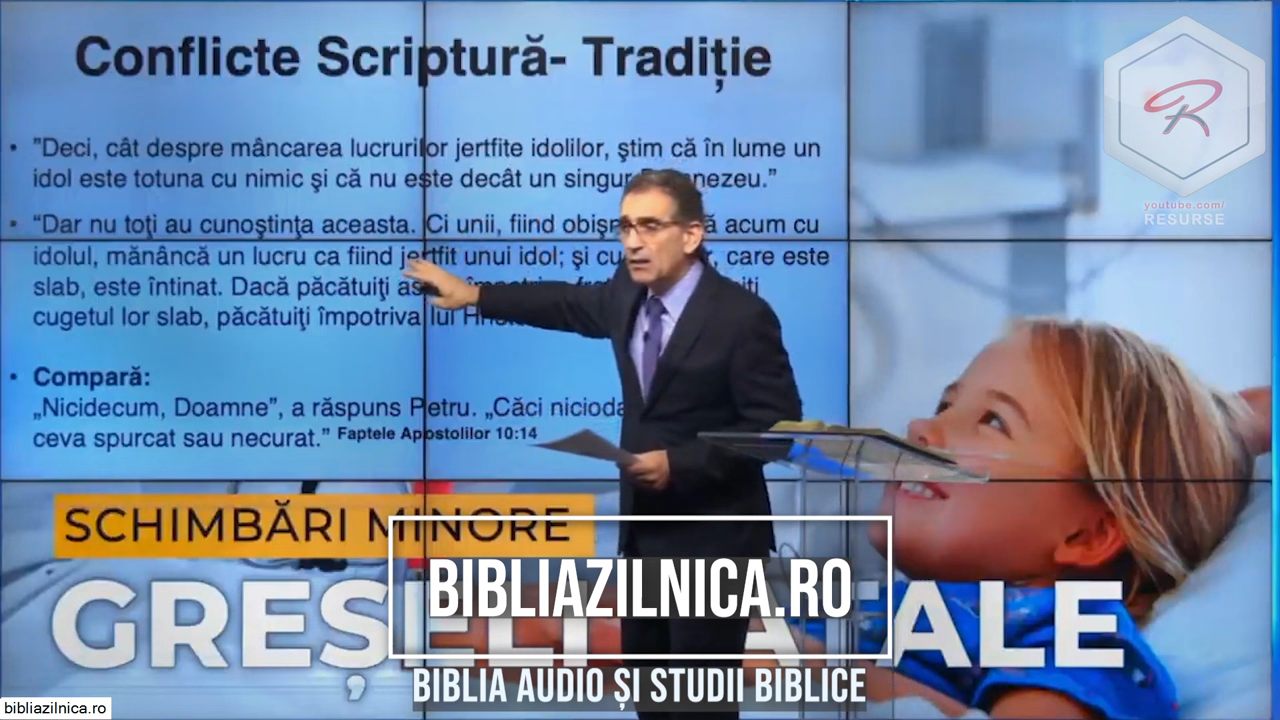 Conflicte Scriptură- Tradiție
• ”Deci, cât despre mâncarea lucrurilor jertfite idolilor, ştim că în lume un
idol este totuna cu nimic şi că nu este decât un singur
• “Dar nu toţi au cunoştinţa aceasta. Ci unii, fiind acum cu
idolul, mănâncă un lucru ca fiind jertfit unui idol; şi care este
slab, este întinat. Dacă păcătuiţi
cugetul lor slab, păcătuiţi împotriva lui
• Compară:
„Nicidecum, Doamne”, a răspuns Petru. „Căci
ceva spurcat sau necurat.” Faptele Apostolilor 10:14
SCHIMBĂRI MINORE
GREȘELI
BIBLIAZILNICA.RO
BIBLIA AUDIO ȘI STUDII BIBLICE
bibliazilnica.ro
R
youtube.com/
RESURSE